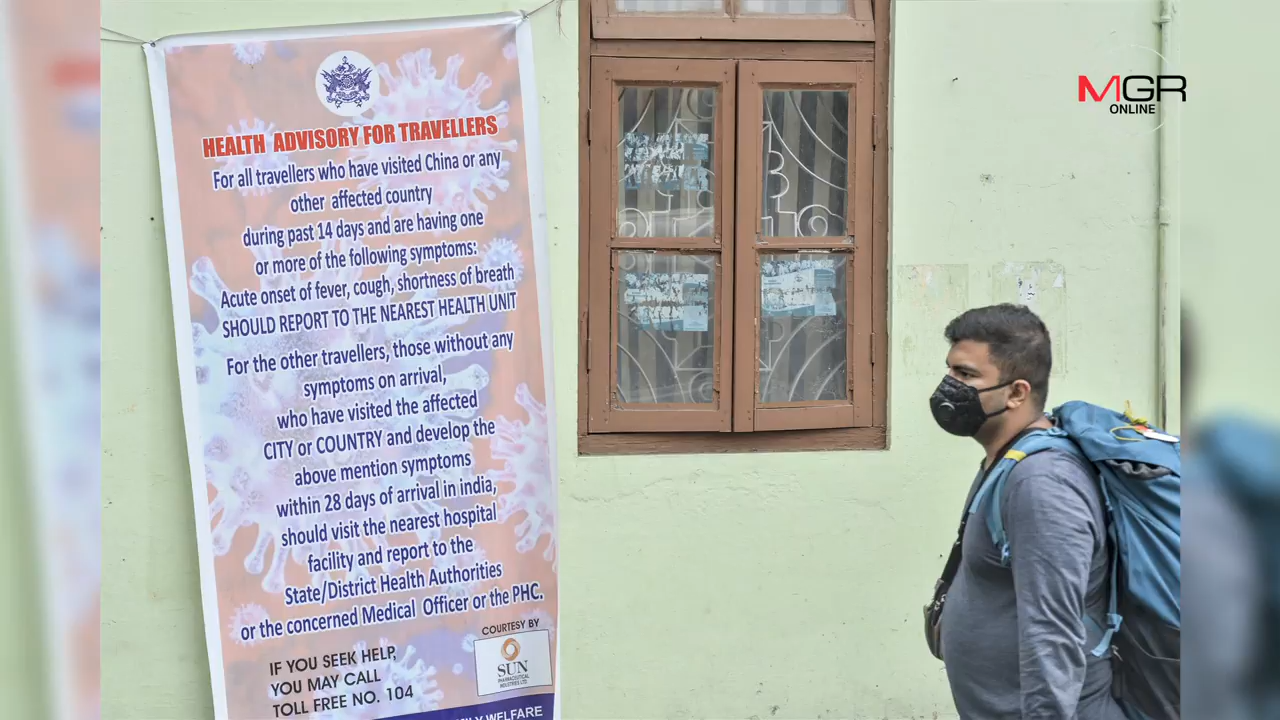 MGR
ONLINE
HEALTH ADVISORY FOR TRAVELLERS
For all travellers who have visited China or any
other affected country
during past 14 days and are having one
or more of the following symptoms:
Acute onset of fever, cough, shortness of breath
SHOULD REPORT TO THE NEAREST HEALTH UNIT
For the other travellers, those without any
symptoms on arrival,
who have visited the affected
CITY or COUNTRY and develop the
above mention symptoms
within 28 days of arrival in india,
should visit the nearest hospital
facility and report to the
State/District Health Authorities
or the concerned Medical Officer or the PHC.
IF YOU SEEK HELP,
YOU MAY CALL
TOLL FREE NO. 104
COURTESY BY
SUN
PHARMACEUTICAL
INDUSTRIES LTD
WELFARE